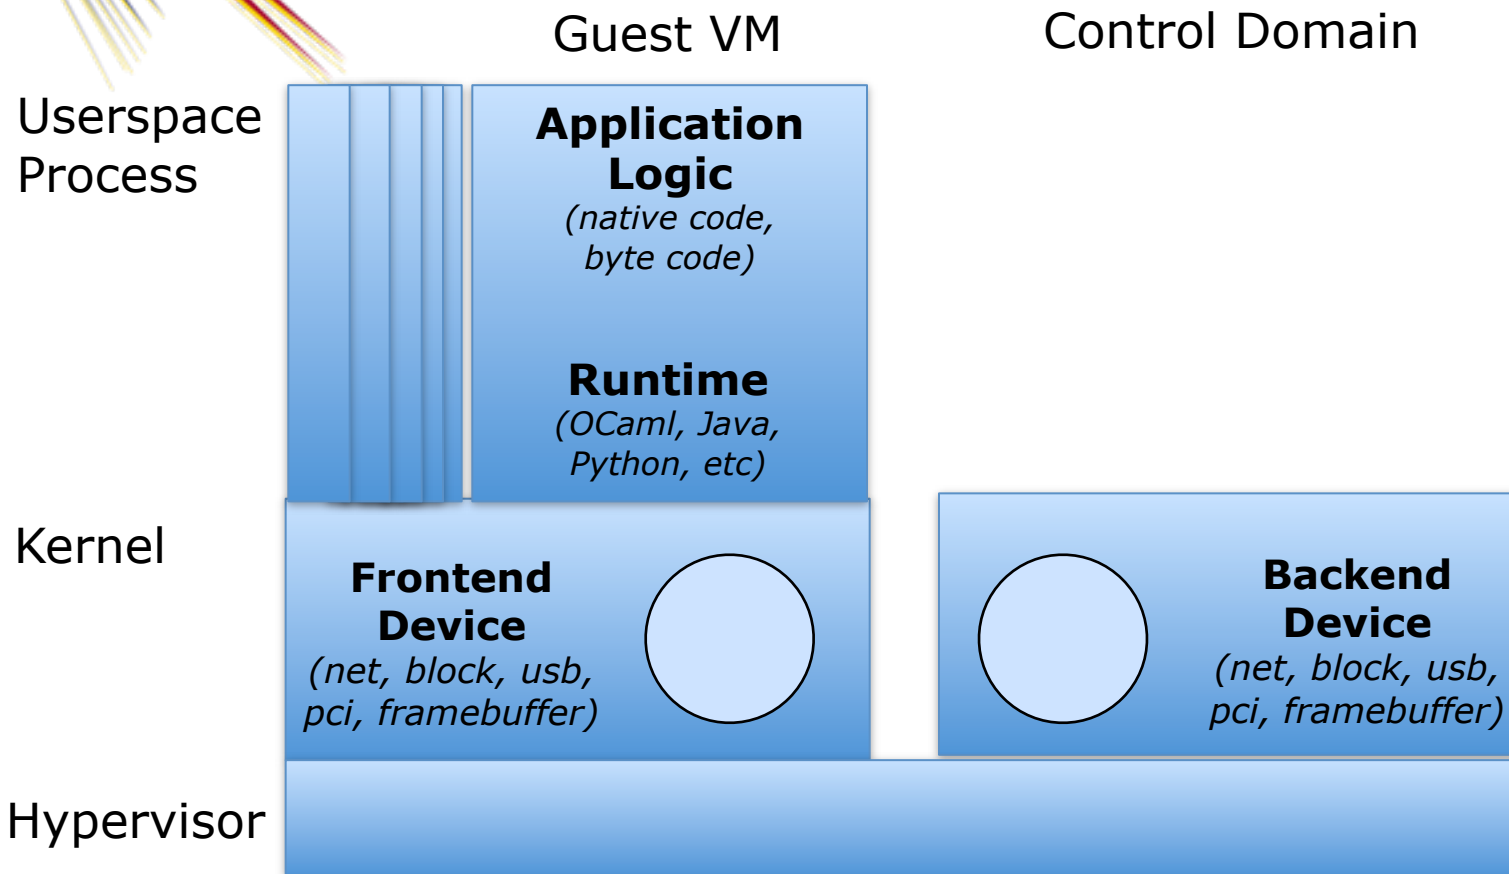 Guest VM
Control Domain
Userspace
Process
Application
Logic
(native code,
byte code)
Runtime
(OCaml, Java,
Python, etc)
Kernel
Frontend
Device
(net, block, usb,
pci, framebuffer)
Backend
Device
(net, block, usb,
pci, framebuffer)
Hypervisor